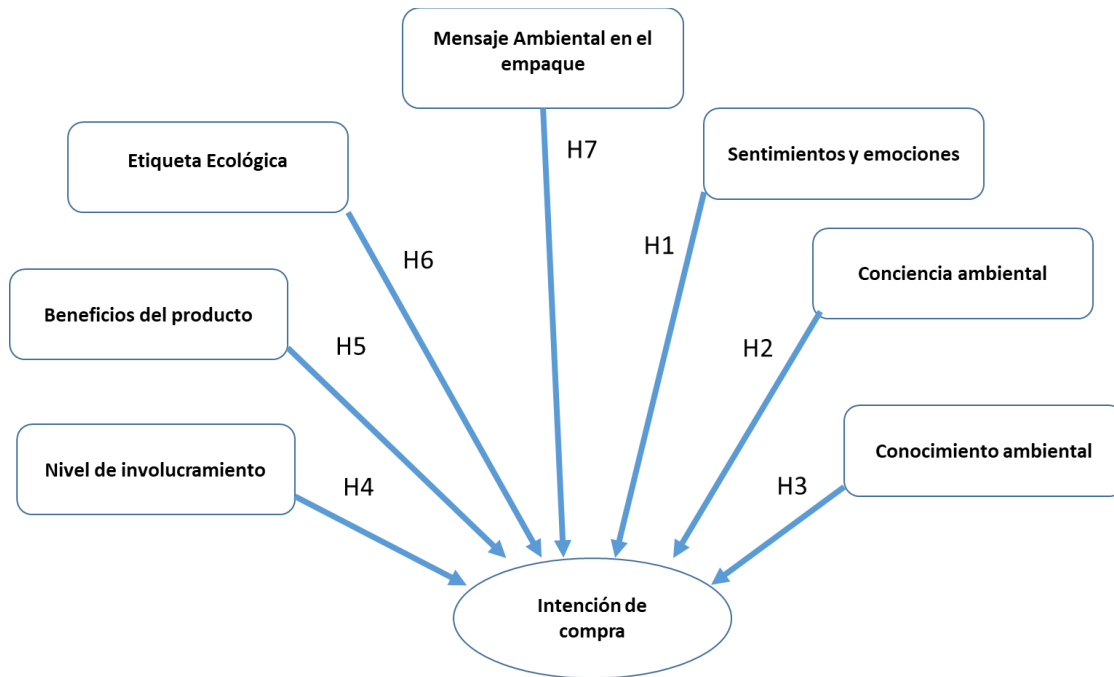 Mensaje Ambiental en el
empaque
H7
Etiqueta Ecológica
Sentimientos y emociones
H6
H1
Beneficios del producto
Conciencia ambiental
H5
H2
Nivel de involucramiento
Conocimiento ambiental
H4
H3
Intención de
compra